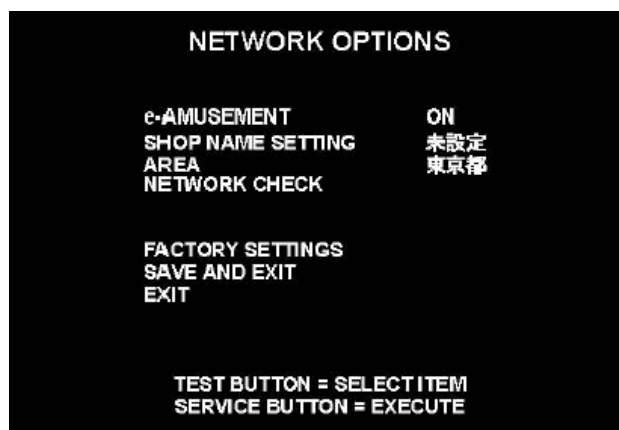 NETWORK OPTIONS
e-AMUSEMENT ON
SHOP NAME SETTING 未設定
AREA 東京都
NETWORK CHECK
FACTORY SETTINGS
SAVE AND EXIT
EXIT
TEST BUTTON = SELECT ITEM
SERVICE BUTTON = EXECUTE